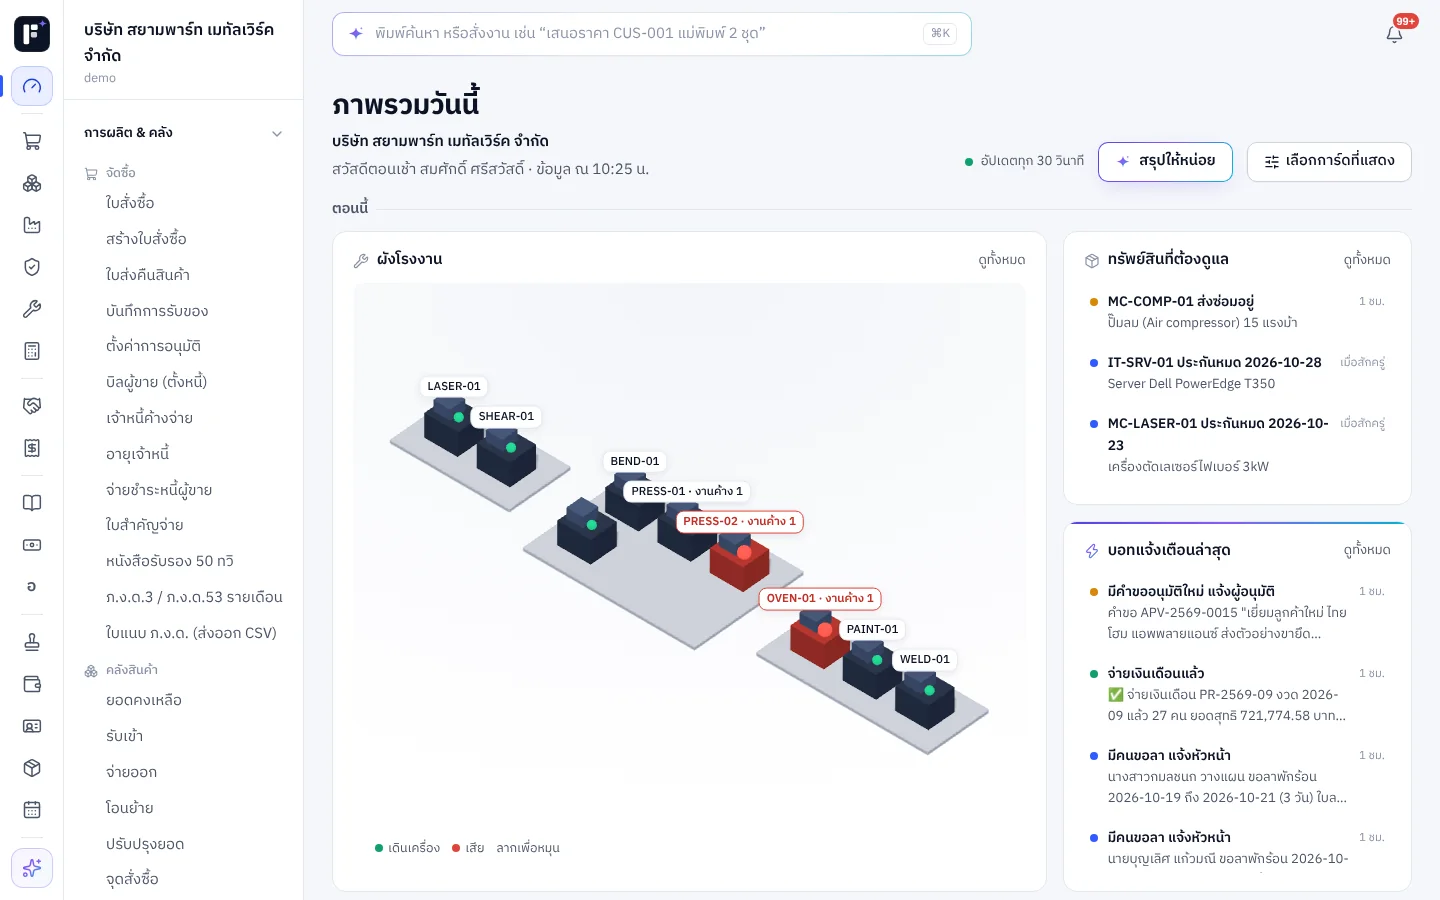 บริษัท สยามพาร์ท เมทัลเวิร์ค
จำกัด
demo
การผลิต & คลัง
จัดซื้อ
ใบสั่งซื้อ
สร้างใบสั่งซื้อ
ใบส่งคืนสินค้า
บันทึกการรับของ
ตั้งค่าการอนุมัติ
บิลผู้ขาย (ตั้งหนี้)
เจ้าหนี้ค้างจ่าย
อายุเจ้าหนี้
จ่ายชำระหนี้ผู้ขาย
ใบสำคัญจ่าย
หนังสือรับรอง 50 ทวิ
ภ.ง.ด.3 / ภ.ง.ด.53 รายเดือน
ใบแนบ ภ.ง.ด. (ส่งออก CSV)
คลังสินค้า
ยอดคงเหลือ
รับเข้า
จ่ายออก
โอนย้าย
ปรับปรุงยอด
จุดสั่งซื้อ
อ
พิมพ์ค้นหา หรือสั่งงาน เช่น “เสนอราคา CUS-001 แม่พิมพ์ 2 ชุด”
⌘K
99+
ภาพรวมวันนี้
บริษัท สยามพาร์ท เมทัลเวิร์ค จำกัด
สวัสดีตอนเช้า สมศักดิ์ ศรีสวัสดิ์ · ข้อมูล ณ 10:25 น.
อัปเดตทุก 30 วินาที
สรุปให้หน่อย
เลือกการ์ดที่แสดง
ตอนนี้
ผังโรงงาน
ดูทั้งหมด
LASER-01
SHEAR-01
BEND-01
PRESS-01 · งานค้าง 1
PRESS-02 · งานค้าง 1
OVEN-01 · งานค้าง 1
PAINT-01
WELD-01
เดินเครื่อง
เสีย
ลากเพื่อหมุน
ทรัพย์สินที่ต้องดูแล
ดูทั้งหมด
MC-COMP-01 ส่งซ่อมอยู่
1 ชม.
ปั๊มลม (Air compressor) 15 แรงม้า
IT-SRV-01 ประกันหมด 2026-10-28
เมื่อสักครู่
Server Dell PowerEdge T350
MC-LASER-01 ประกันหมด 2026-10-
23
เมื่อสักครู่
เครื่องตัดเลเซอร์ไฟเบอร์ 3kW
บอทแจ้งเตือนล่าสุด
ดูทั้งหมด
มีคำขออนุมัติใหม่ แจ้งผู้อนุมัติ
1 ชม.
คำขอ APV-2569-0015 "เยี่ยมลูกค้าใหม่ ไทย
โฮม แอพพลายแอนซ์ ส่งตัวอย่างขายึด...
จ่ายเงินเดือนแล้ว
1 ชม.
✅ จ่ายเงินเดือน PR-2569-09 งวด 2026-
09 แล้ว 27 คน ยอดสุทธิ 721,774.58 บาท...
มีคนขอลา แจ้งหัวหน้า
1 ชม.
นางสาวกมลชนก วางแผน ขอลาพักร้อน
2026-10-19 ถึง 2026-10-21 (3 วัน) ใบล...
มีคนขอลา แจ้งหัวหน้า
1 ชม.
นายบุญเลิศ แก้วมณี ขอลาพักร้อน 2026-10-